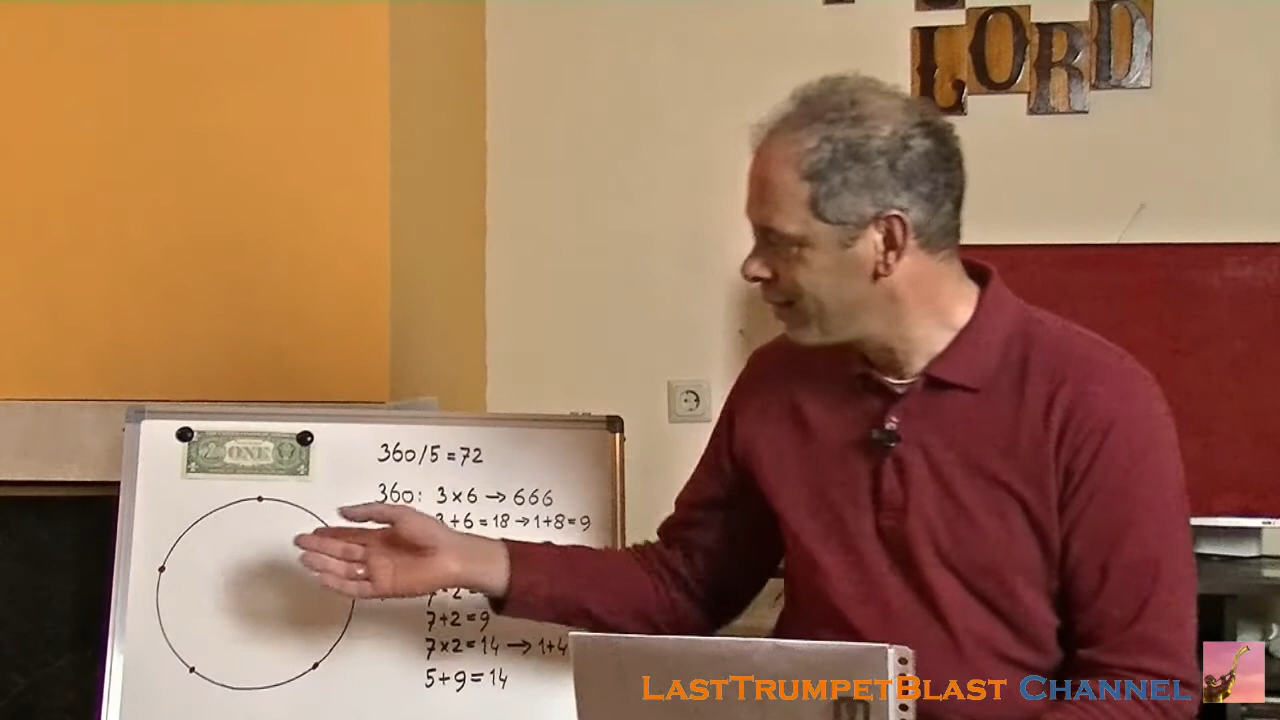 LORD
ONE
360/5=72
360: 3×6→666
3+6=18→1+8=9
7+2=9
7×2=14→1+4
5+9=14
LASTTRUMPETBLAST CHANNEL